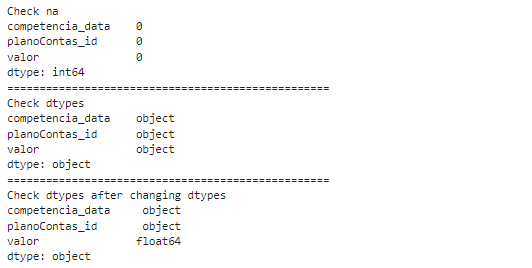 Check na
competencia_data    0
planoContas_id      0
valor               0
dtype: int64
==================================================
Check dtypes
competencia_data    object
planoContas_id      object
valor               object
dtype: object
==================================================
Check dtypes after changing dtypes
competencia_data     object
planoContas_id       object
valor               float64
dtype: object